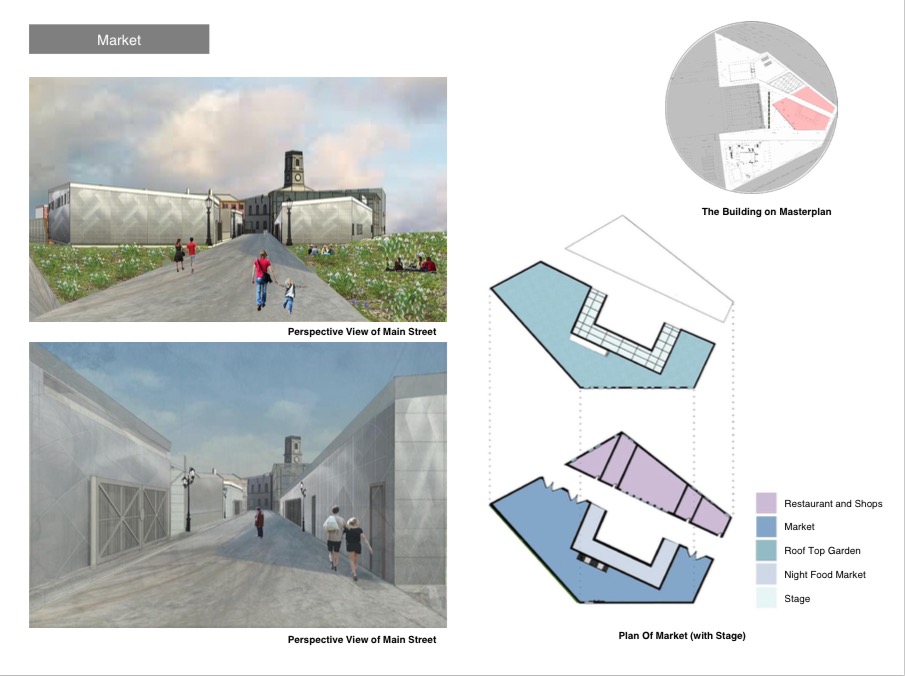 Market
The Building on Masterplan
Perspective View of Main Street
Restaurant and Shops
Market
Roof Top Garden
Night Food Market
Stage
Plan Of Market (with Stage)
Perspective View of Main Street